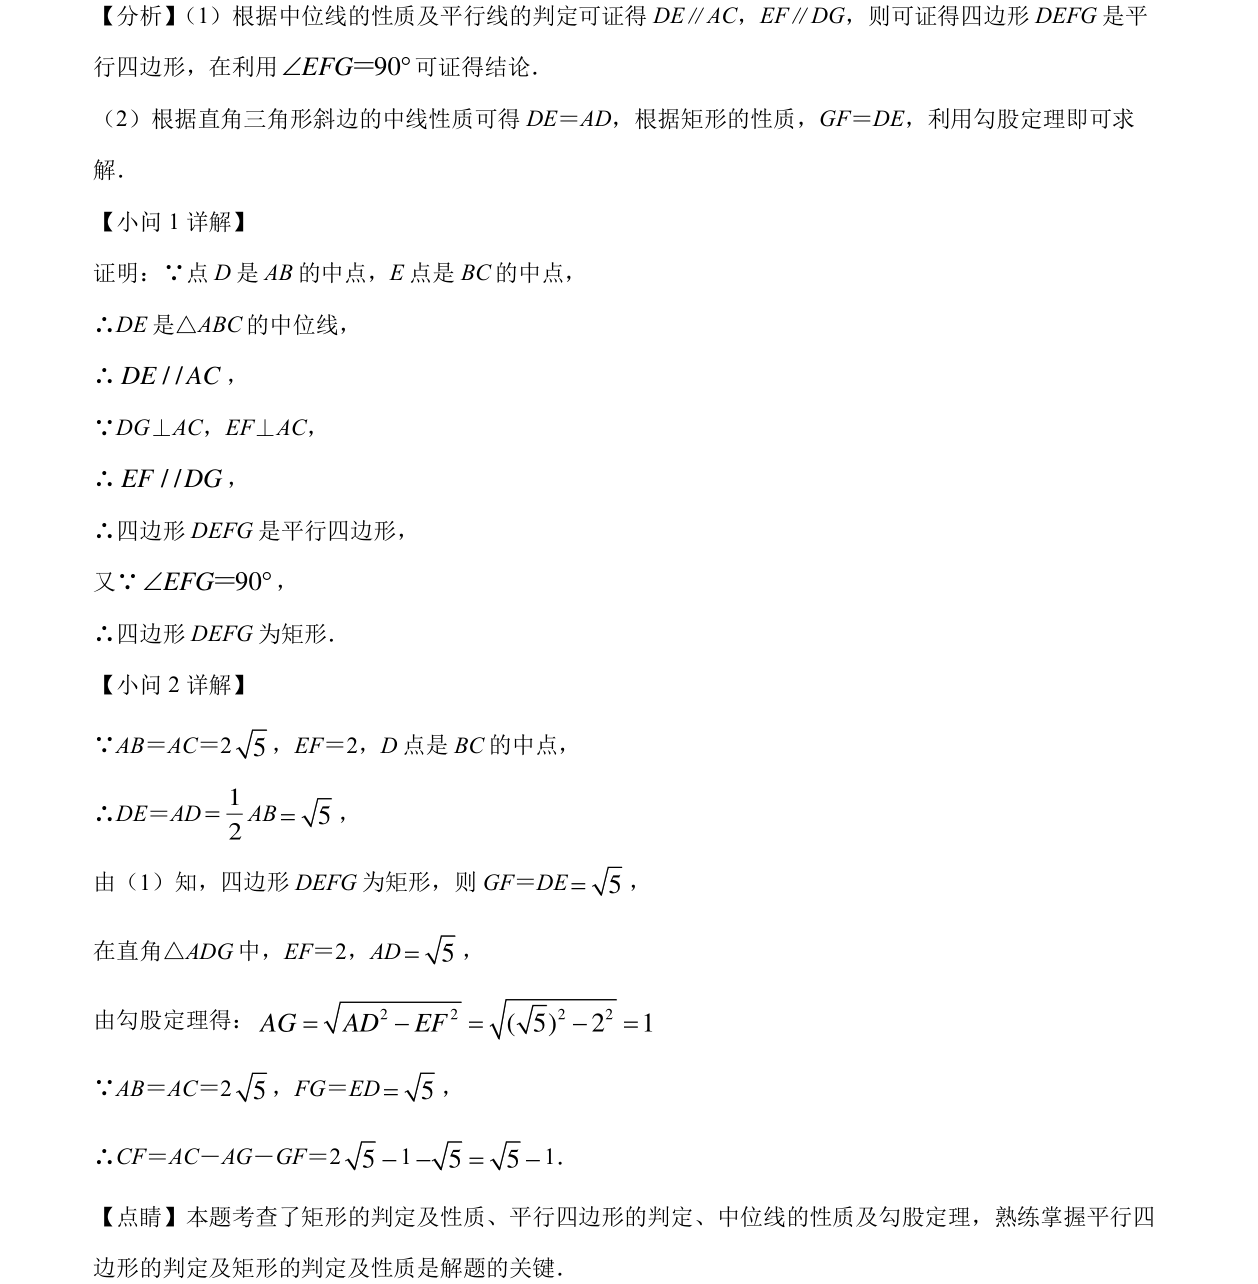 【分析】（1）根据中位线的性质及平行线的判定可证得 DE∥AC，EF∥DG，则可证得四边形 DEFG 是平
行四边形，在利用∠EFG=90°可证得结论．
（2）根据直角三角形斜边的中线性质可得 DE＝AD，根据矩形的性质，GF＝DE，利用勾股定理即可求
解．
【小问 1 详解】
证明：∵点 D 是 AB 的中点，E 点是 BC 的中点，
∴DE 是△ABC 的中位线，
∴ DE//AC，
∵DG⊥AC，EF⊥AC，
∴ EF//DG，
∴四边形 DEFG 是平行四边形，
又∵∠EFG=90°，
∴四边形 DEFG 为矩形．
【小问 2 详解】
∵AB＝AC＝2√5，EF＝2，D 点是 BC 的中点，
∴DE＝AD＝1/2 AB＝√5，
由（1）知，四边形 DEFG 为矩形，则 GF＝DE＝√5，
在直角△ADG 中，EF＝2，AD＝√5，
由勾股定理得：AG＝√(AD²－EF²)＝√((√5)²－2²)＝1
∵AB＝AC＝2√5，FG＝ED＝√5，
∴CF＝AC－AG－GF＝2√5－1－√5＝√5－1．
【点睛】本题考查了矩形的判定及性质、平行四边形的判定、中位线的性质及勾股定理，熟练掌握平行四
边形的判定及矩形的判定及性质是解题的关键．